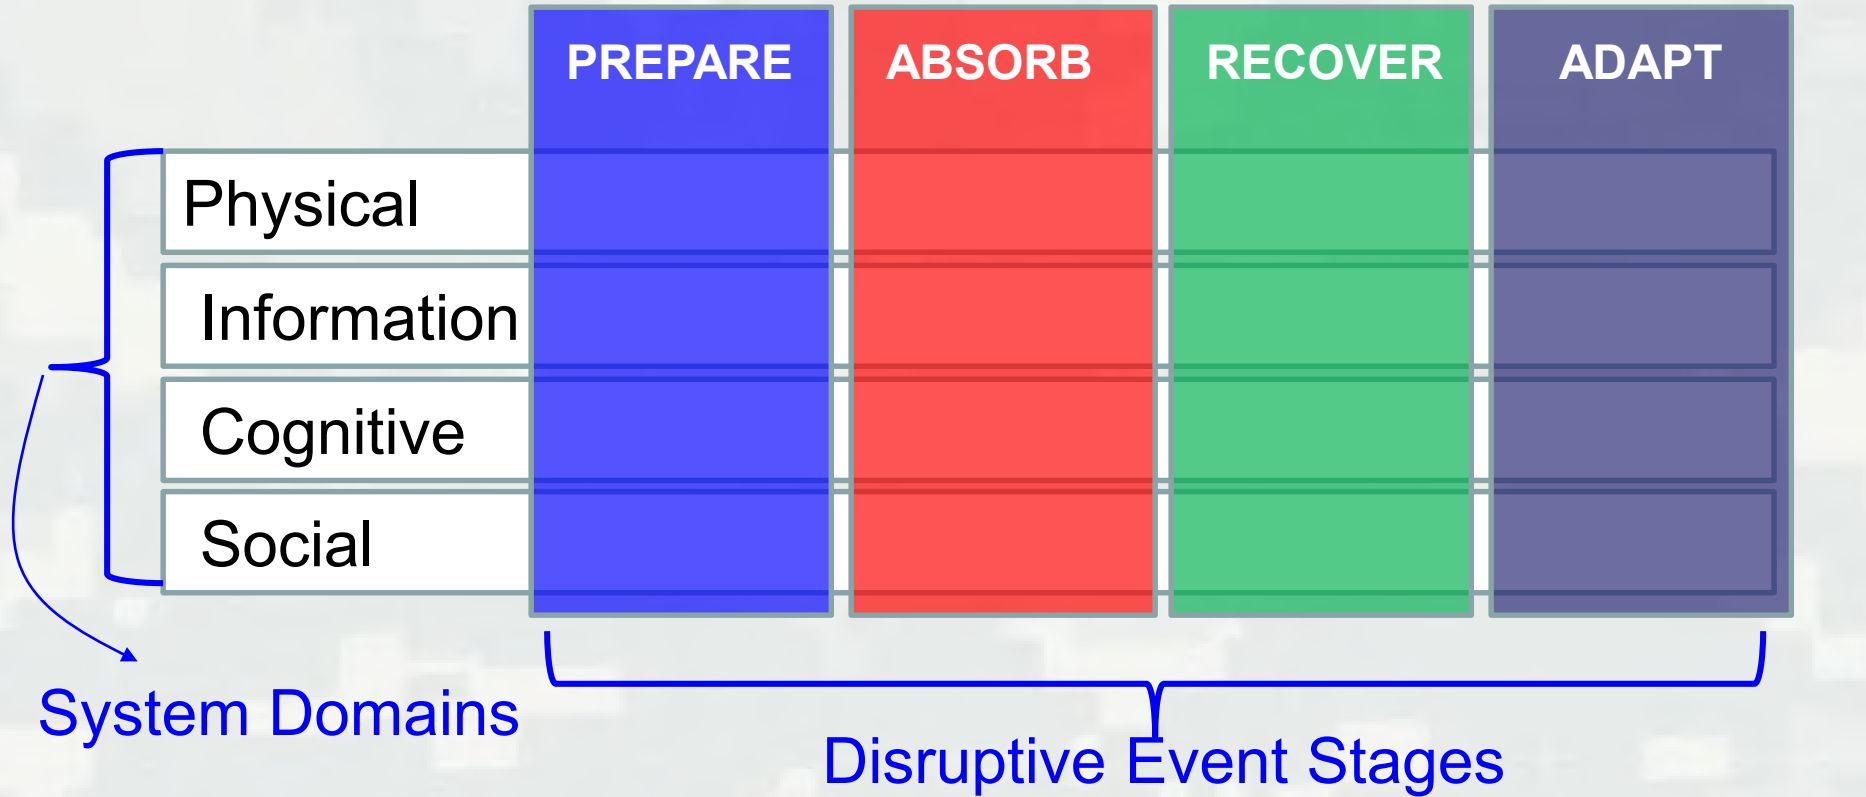 PREPARE
ABSORB
RECOVER
ADAPT
Physical
Information
Cognitive
Social
System Domains
Disruptive Event Stages